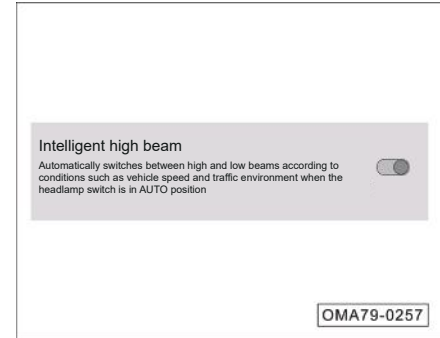 Intelligent high beam
Automatically switches between high and low beams according to
conditions such as vehicle speed and traffic environment when the
headlamp switch is in AUTO position
OMA79-0257